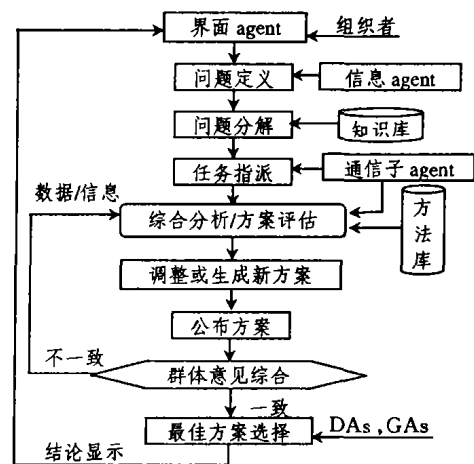 界面 agent
组织者
问题定义
信息 agent
问题分解
知识库
任务指派
通信子 agent
数据/信息
综合分析/方案评估
方法库
调整或生成新方案
公布方案
不一致
群体意见综合
一致
最佳方案选择
DAs,GAs
结论显示